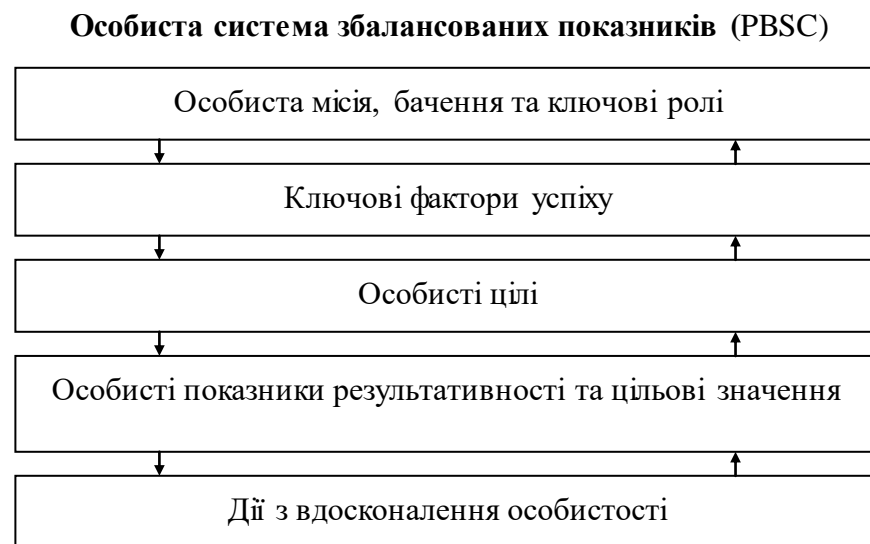 Особиста система збалансованих показників (PBSC)
Особиста місія, бачення та ключові ролі
Ключові фактори успіху
Особисті цілі
Особисті показники результативності та цільові значення
Дії з вдосконалення особистості